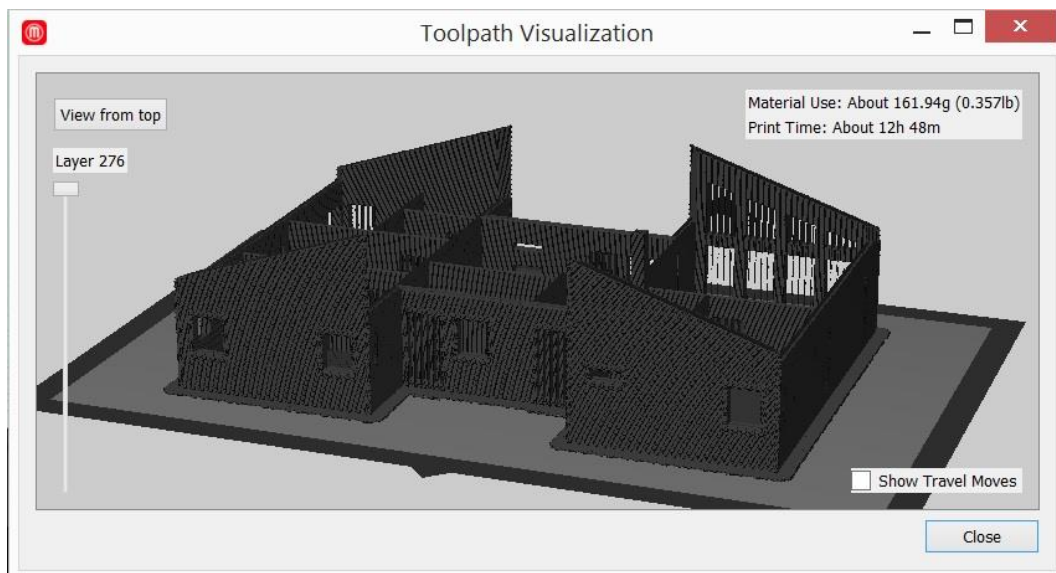 Toolpath Visualization
View from top
Material Use: About 161.94g (0.357lb)
Print Time: About 12h 48m
Layer 276
Show Travel Moves
Close